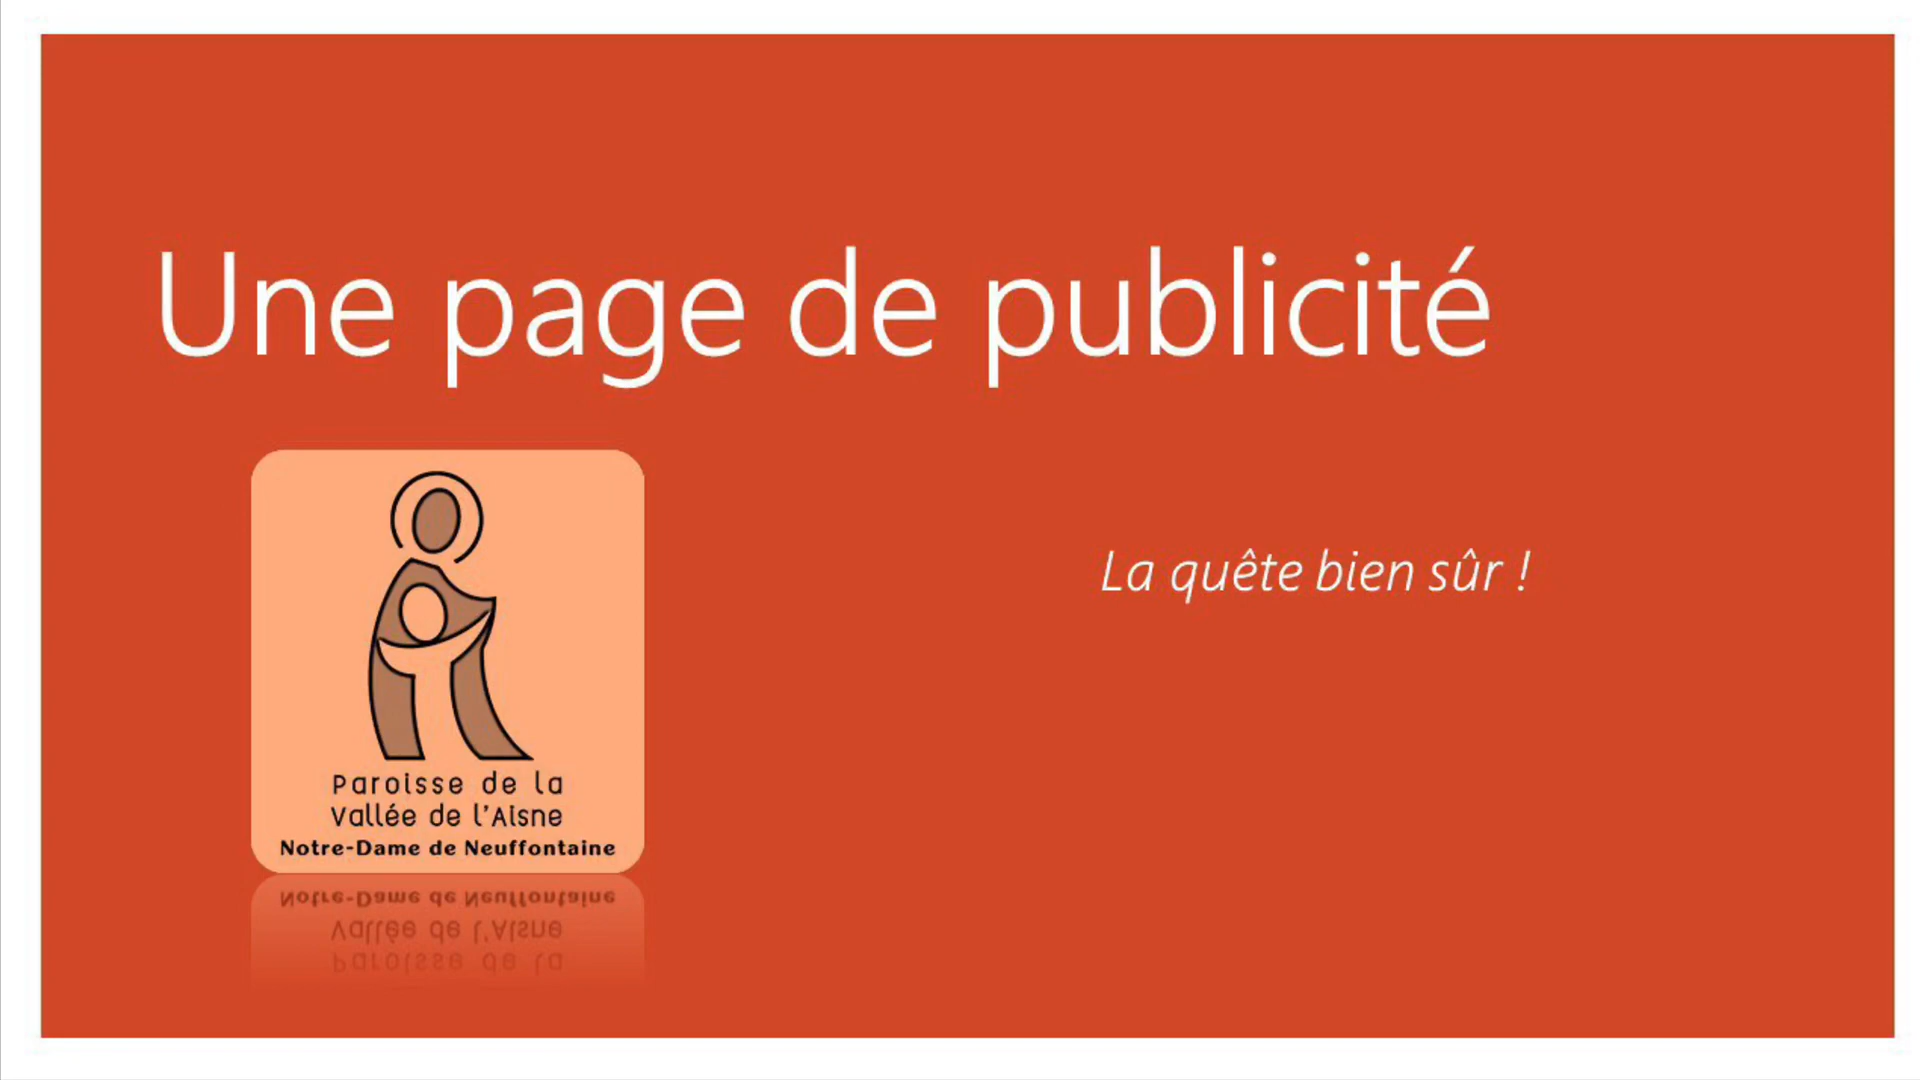 Une page de publicité
La quête bien sûr !
Paroisse de la
Vallée de l'Aisne
Notre-Dame de Neuffontaine